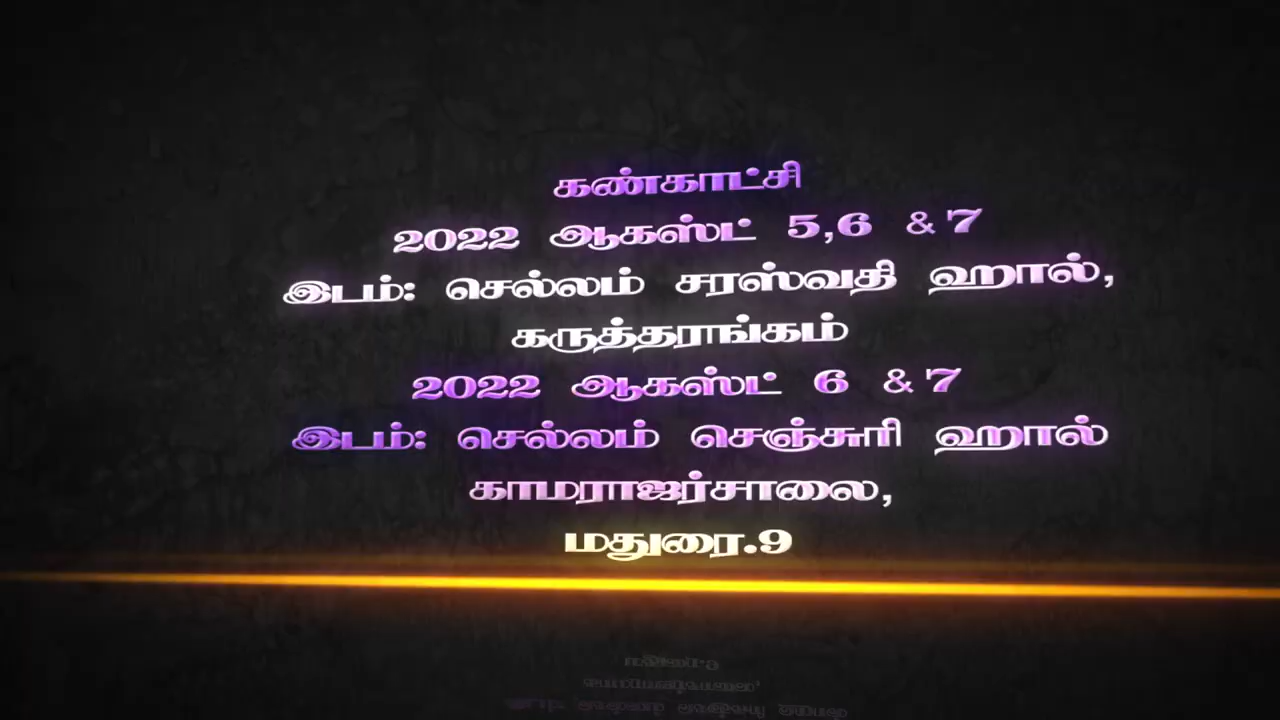 கண்காட்சி
2022 ஆகஸ்ட் 5,6 & 7
இடம்: செல்லம் சரஸ்வதி ஹால்,
கருத்தரங்கம்
2022 ஆகஸ்ட் 6 & 7
இடம்: செல்லம் செஞ்சுரி ஹால்
காமராஜர்சாலை,
மதுரை.9